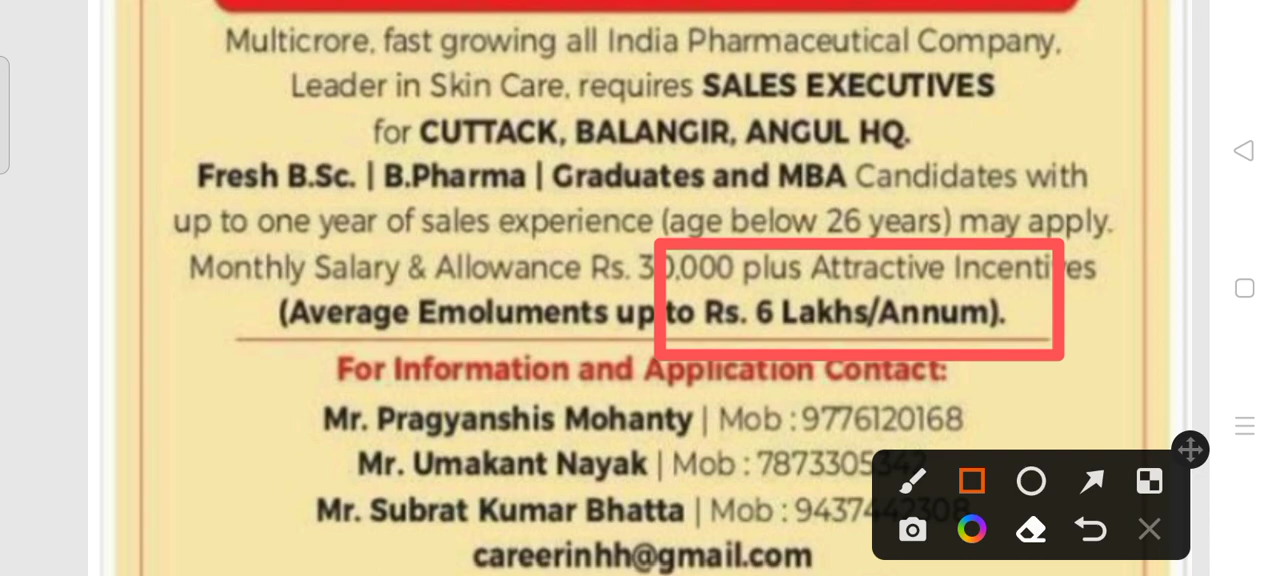 Multicrore, fast growing all India Pharmaceutical Company,
Leader in Skin Care, requires SALES EXECUTIVES
for CUTTACK, BALANGIR, ANGUL HQ.
Fresh B.Sc. | B.Pharma | Graduates and MBA Candidates with
up to one year of sales experience (age below 26 years) may apply.
Monthly Salary & Allowance Rs. 30,000 plus Attractive Incentives
(Average Emoluments up to Rs. 6 Lakhs/Annum).
For Information and Application Contact:
Mr. Pragyanshis Mohanty | Mob : 9776120168
Mr. Umakant Nayak | Mob : 7873305342
Mr. Subrat Kumar Bhatta | Mob : 9437442308
careerinhh@gmail.com